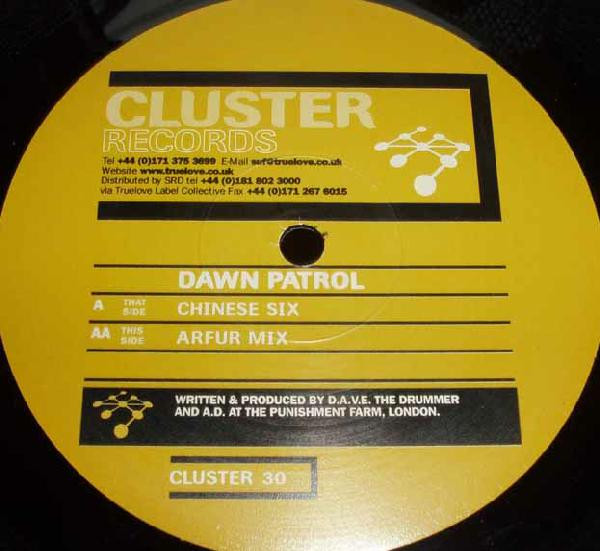 CLUSTER
RECORDS
Tel +44 (0)171 375 3699 E-Mail surf@truelove.co.uk
Website www.truelove.co.uk
Distributed by SRD tel +44 (0)181 802 3000
via Truelove Label Collective Fax +44 (0)171 267 6015
DAWN PATROL
A THAT SIDE CHINESE SIX
AA THIS SIDE ARFUR MIX
WRITTEN & PRODUCED BY D.A.V.E. THE DRUMMER
AND A.D. AT THE PUNISHMENT FARM, LONDON.
CLUSTER 30